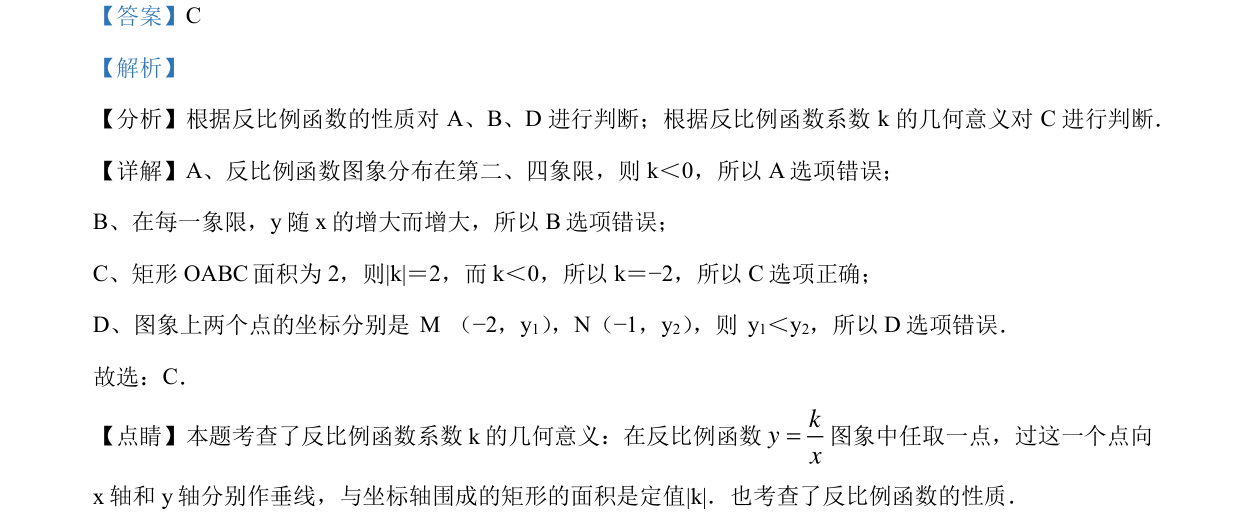 【答案】C
【解析】
【分析】根据反比例函数的性质对 A、B、D 进行判断；根据反比例函数系数 k 的几何意义对 C 进行判断．
【详解】A、反比例函数图象分布在第二、四象限，则 k＜0，所以 A 选项错误；
B、在每一象限，y 随 x 的增大而增大，所以 B 选项错误；
C、矩形 OABC 面积为 2，则|k|＝2，而 k＜0，所以 k＝−2，所以 C 选项正确；
D、图象上两个点的坐标分别是 M （−2，y₁），N（−1，y₂），则 y₁＜y₂，所以 D 选项错误．
故选：C．
【点睛】本题考查了反比例函数系数 k 的几何意义：在反比例函数 y = k/x 图象中任取一点，过这一个点向
x 轴和 y 轴分别作垂线，与坐标轴围成的矩形的面积是定值|k|．也考查了反比例函数的性质．